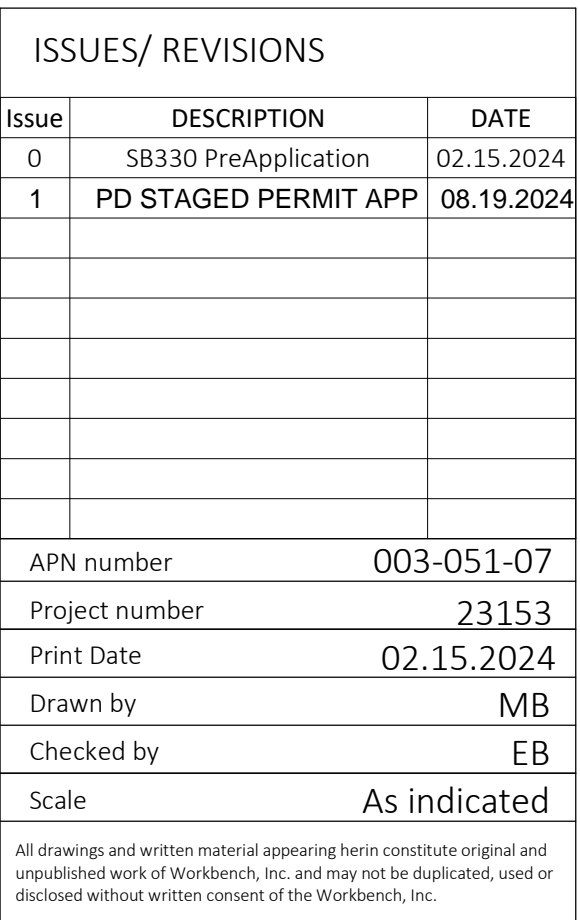 ISSUES/ REVISIONS
Issue DESCRIPTION DATE
0 SB330 PreApplication 02.15.2024
1 PD STAGED PERMIT APP 08.19.2024
APN number 003-051-07
Project number 23153
Print Date 02.15.2024
Drawn by MB
Checked by EB
Scale As indicated
All drawings and written material appearing herin constitute original and
unpublished work of Workbench, Inc. and may not be duplicated, used or
disclosed without written consent of the Workbench, Inc.